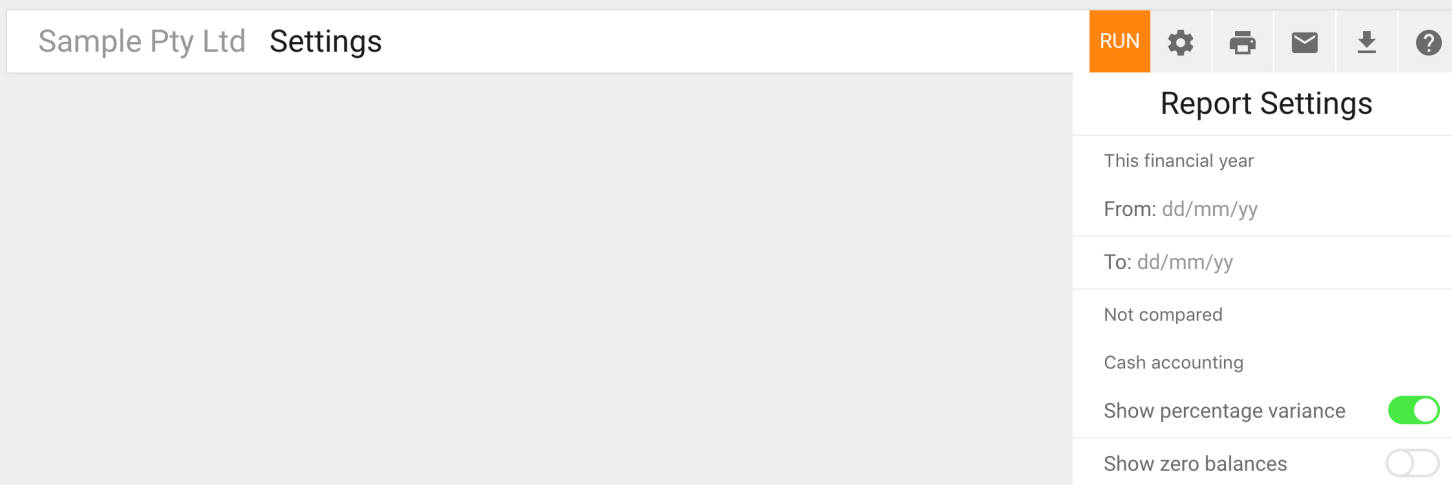 Sample Pty Ltd Settings
RUN
Report Settings
This financial year
From: dd/mm/yy
To: dd/mm/yy
Not compared
Cash accounting
Show percentage variance
Show zero balances